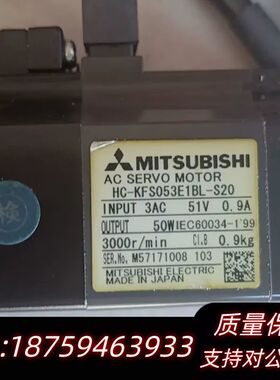 MITSUBISHI
AC SERVO MOTOR
HC-KFS053E1BL-S20
INPUT 3AC 51V 0.9A
OUTPUT 50W IEC60034-1'99
3000r/min Cl.B 0.9kg
SER.No. M57171008 103
MITSUBISHI ELECTRIC
MADE IN JAPAN
検
质量保
:18759463933
支持对公